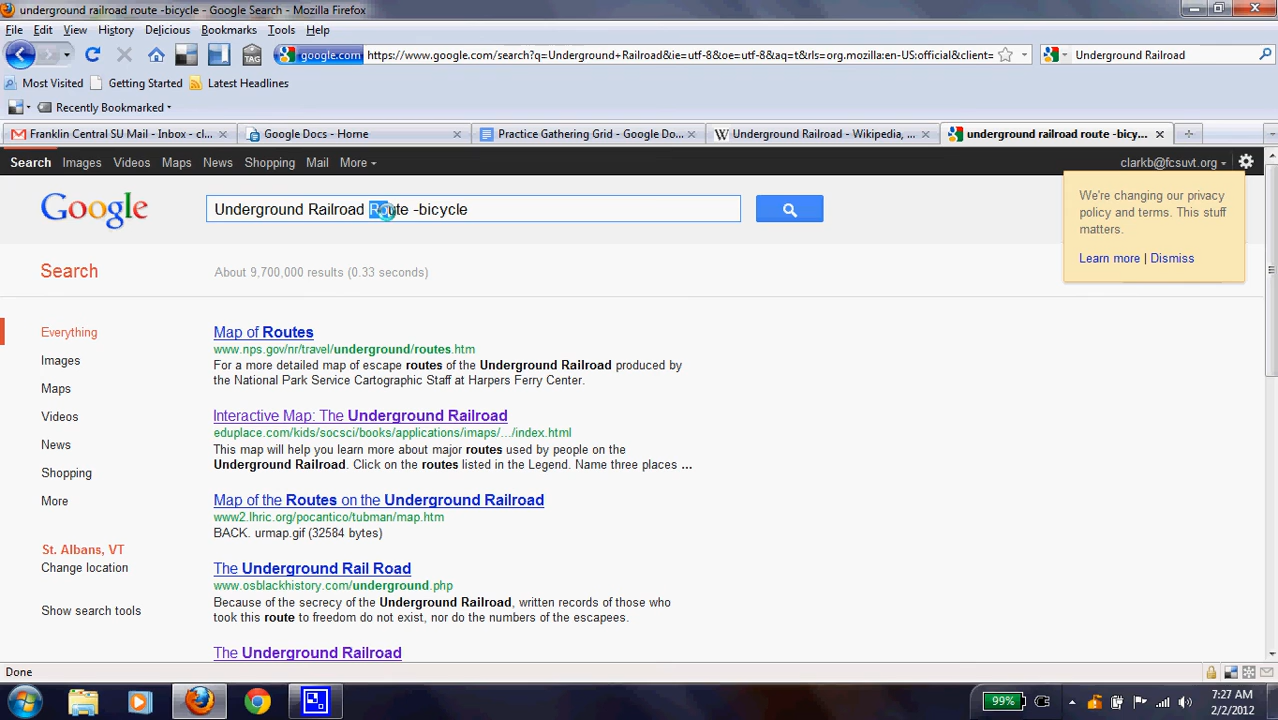 underground railroad route -bicycle - Google Search - Mozilla Firefox
File Edit View History Delicious Bookmarks Tools Help
TAG google.com https://www.google.com/search?q=Underground+Railroad&ie=utf-8&oe=utf-8&aq=t&rls=org.mozilla:en-US:official&client= Underground Railroad
Most Visited Getting Started Latest Headlines
Recently Bookmarked
Franklin Central SU Mail - Inbox - cl... Google Docs - Home Practice Gathering Grid - Google Do... Underground Railroad - Wikipedia, ... underground railroad route -bicy...
Search Images Videos Maps News Shopping Mail More clarkb@fcsuvt.org
Google Underground Railroad Route -bicycle
We're changing our privacy
policy and terms. This stuff
matters.
Learn more | Dismiss
Search About 9,700,000 results (0.33 seconds)
Everything
Images
Maps
Videos
News
Shopping
More
St. Albans, VT
Change location
Show search tools
Map of Routes
www.nps.gov/nr/travel/underground/routes.htm
For a more detailed map of escape routes of the Underground Railroad produced by
the National Park Service Cartographic Staff at Harpers Ferry Center.
Interactive Map: The Underground Railroad
eduplace.com/kids/socsci/books/applications/imaps/.../index.html
This map will help you learn more about major routes used by people on the
Underground Railroad. Click on the routes listed in the Legend. Name three places ...
Map of the Routes on the Underground Railroad
www2.lhric.org/pocantico/tubman/map.htm
BACK. urmap.gif (32584 bytes)
The Underground Rail Road
www.osblackhistory.com/underground.php
Because of the secrecy of the Underground Railroad, written records of those who
took this route to freedom do not exist, nor do the numbers of the escapees.
The Underground Railroad
Done
99% 7:27 AM
2/2/2012